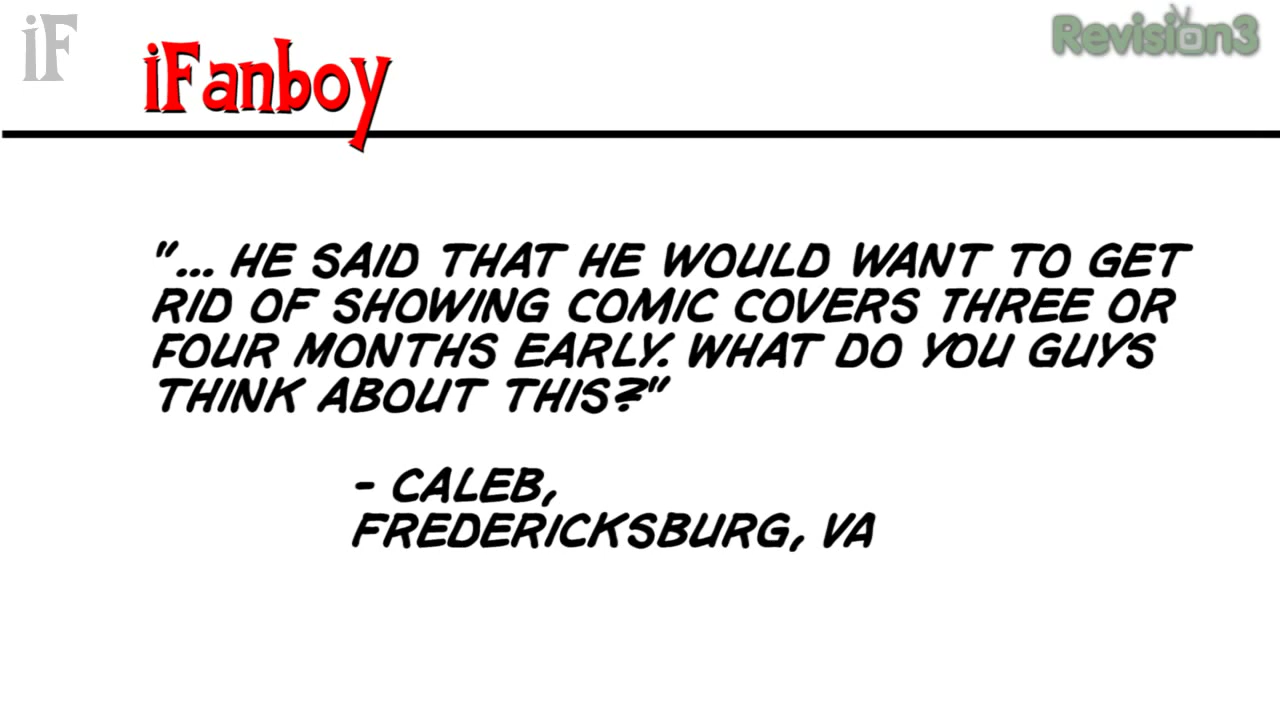 iF
Revision3
iFanboy
"... HE SAID THAT HE WOULD WANT TO GET
RID OF SHOWING COMIC COVERS THREE OR
FOUR MONTHS EARLY. WHAT DO YOU GUYS
THINK ABOUT THIS?"
- CALEB,
FREDERICKSBURG, VA